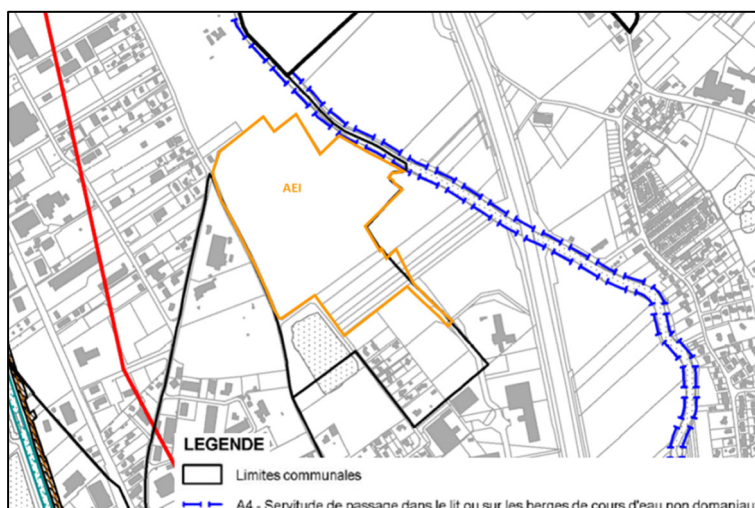 AEI
LEGENDE
Limites communales
A4 - Servitude de passage dans le lit ou sur les berges de cours d'eau non domaniau